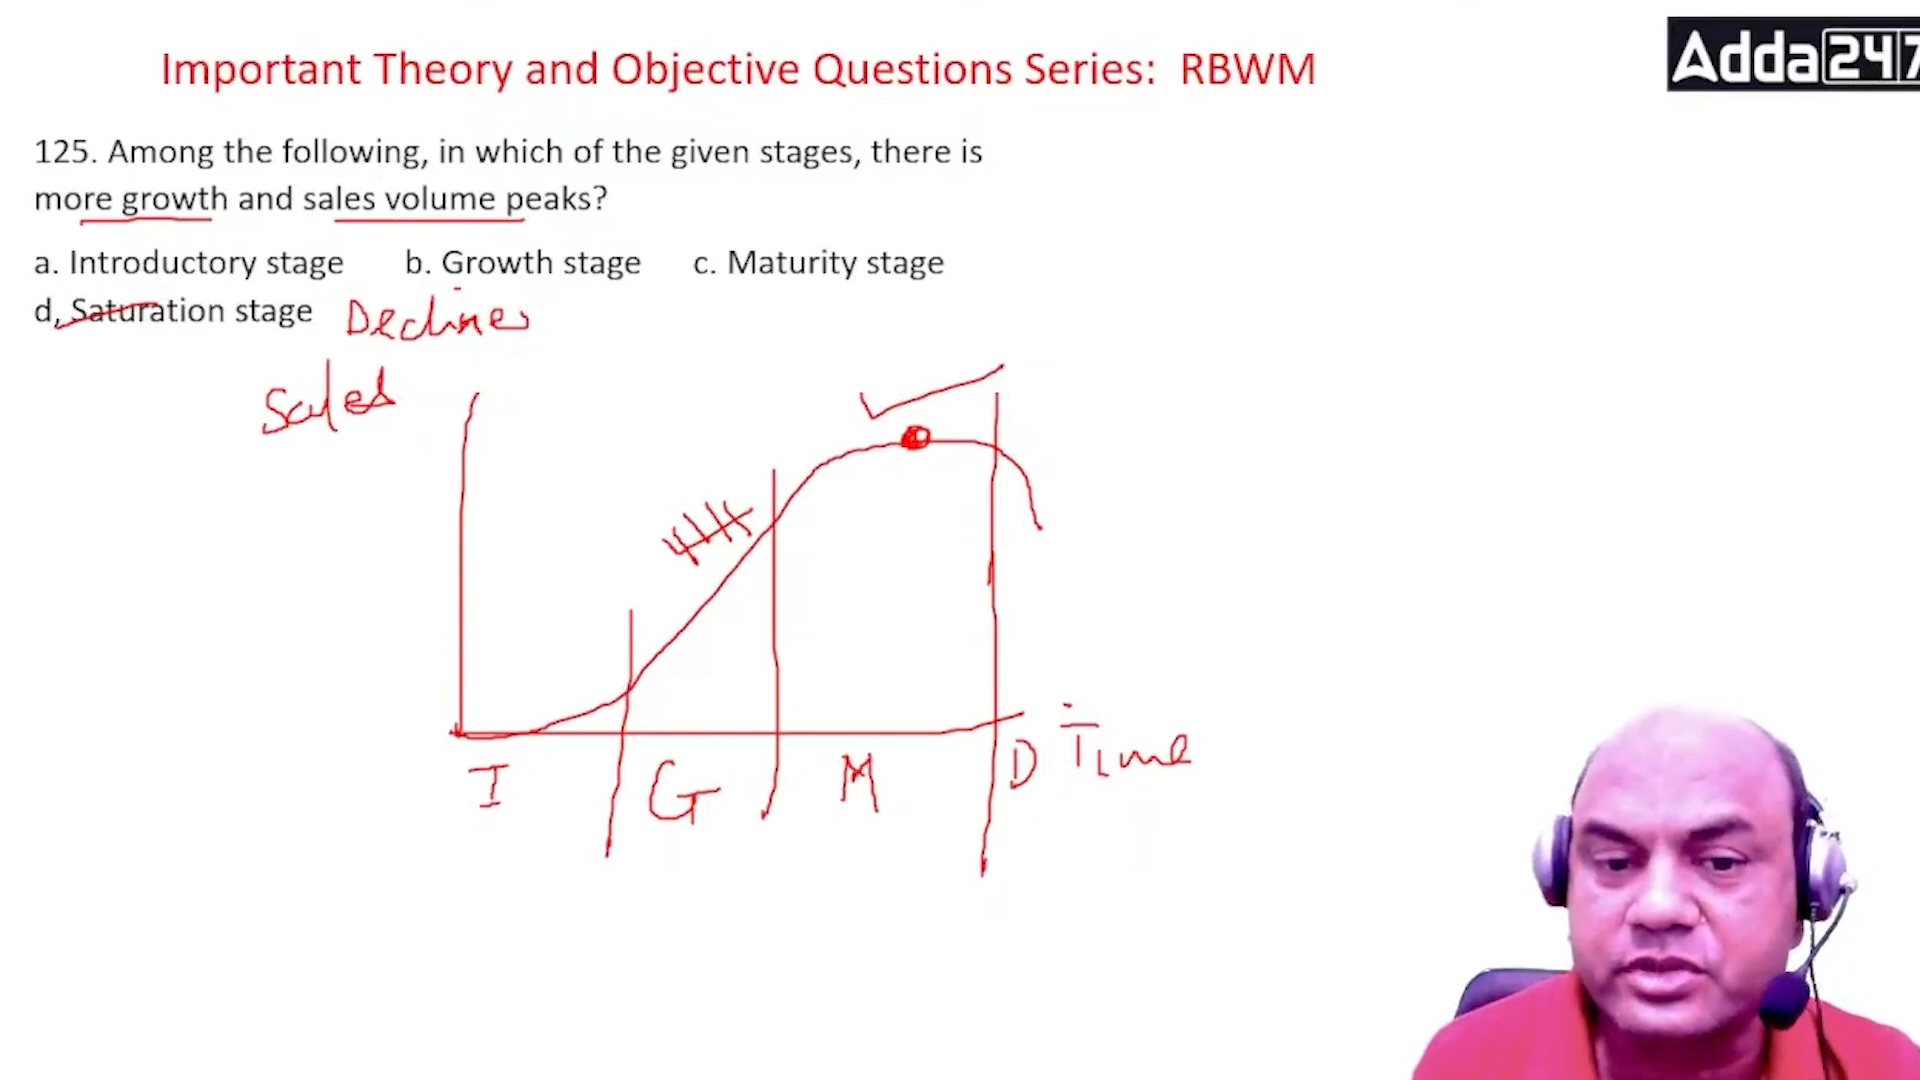 Important Theory and Objective Questions Series: RBWM
Adda247
125. Among the following, in which of the given stages, there is
more growth and sales volume peaks?
a. Introductory stage b. Growth stage c. Maturity stage
d, Saturation stage Decline
Sales
I G M D Time